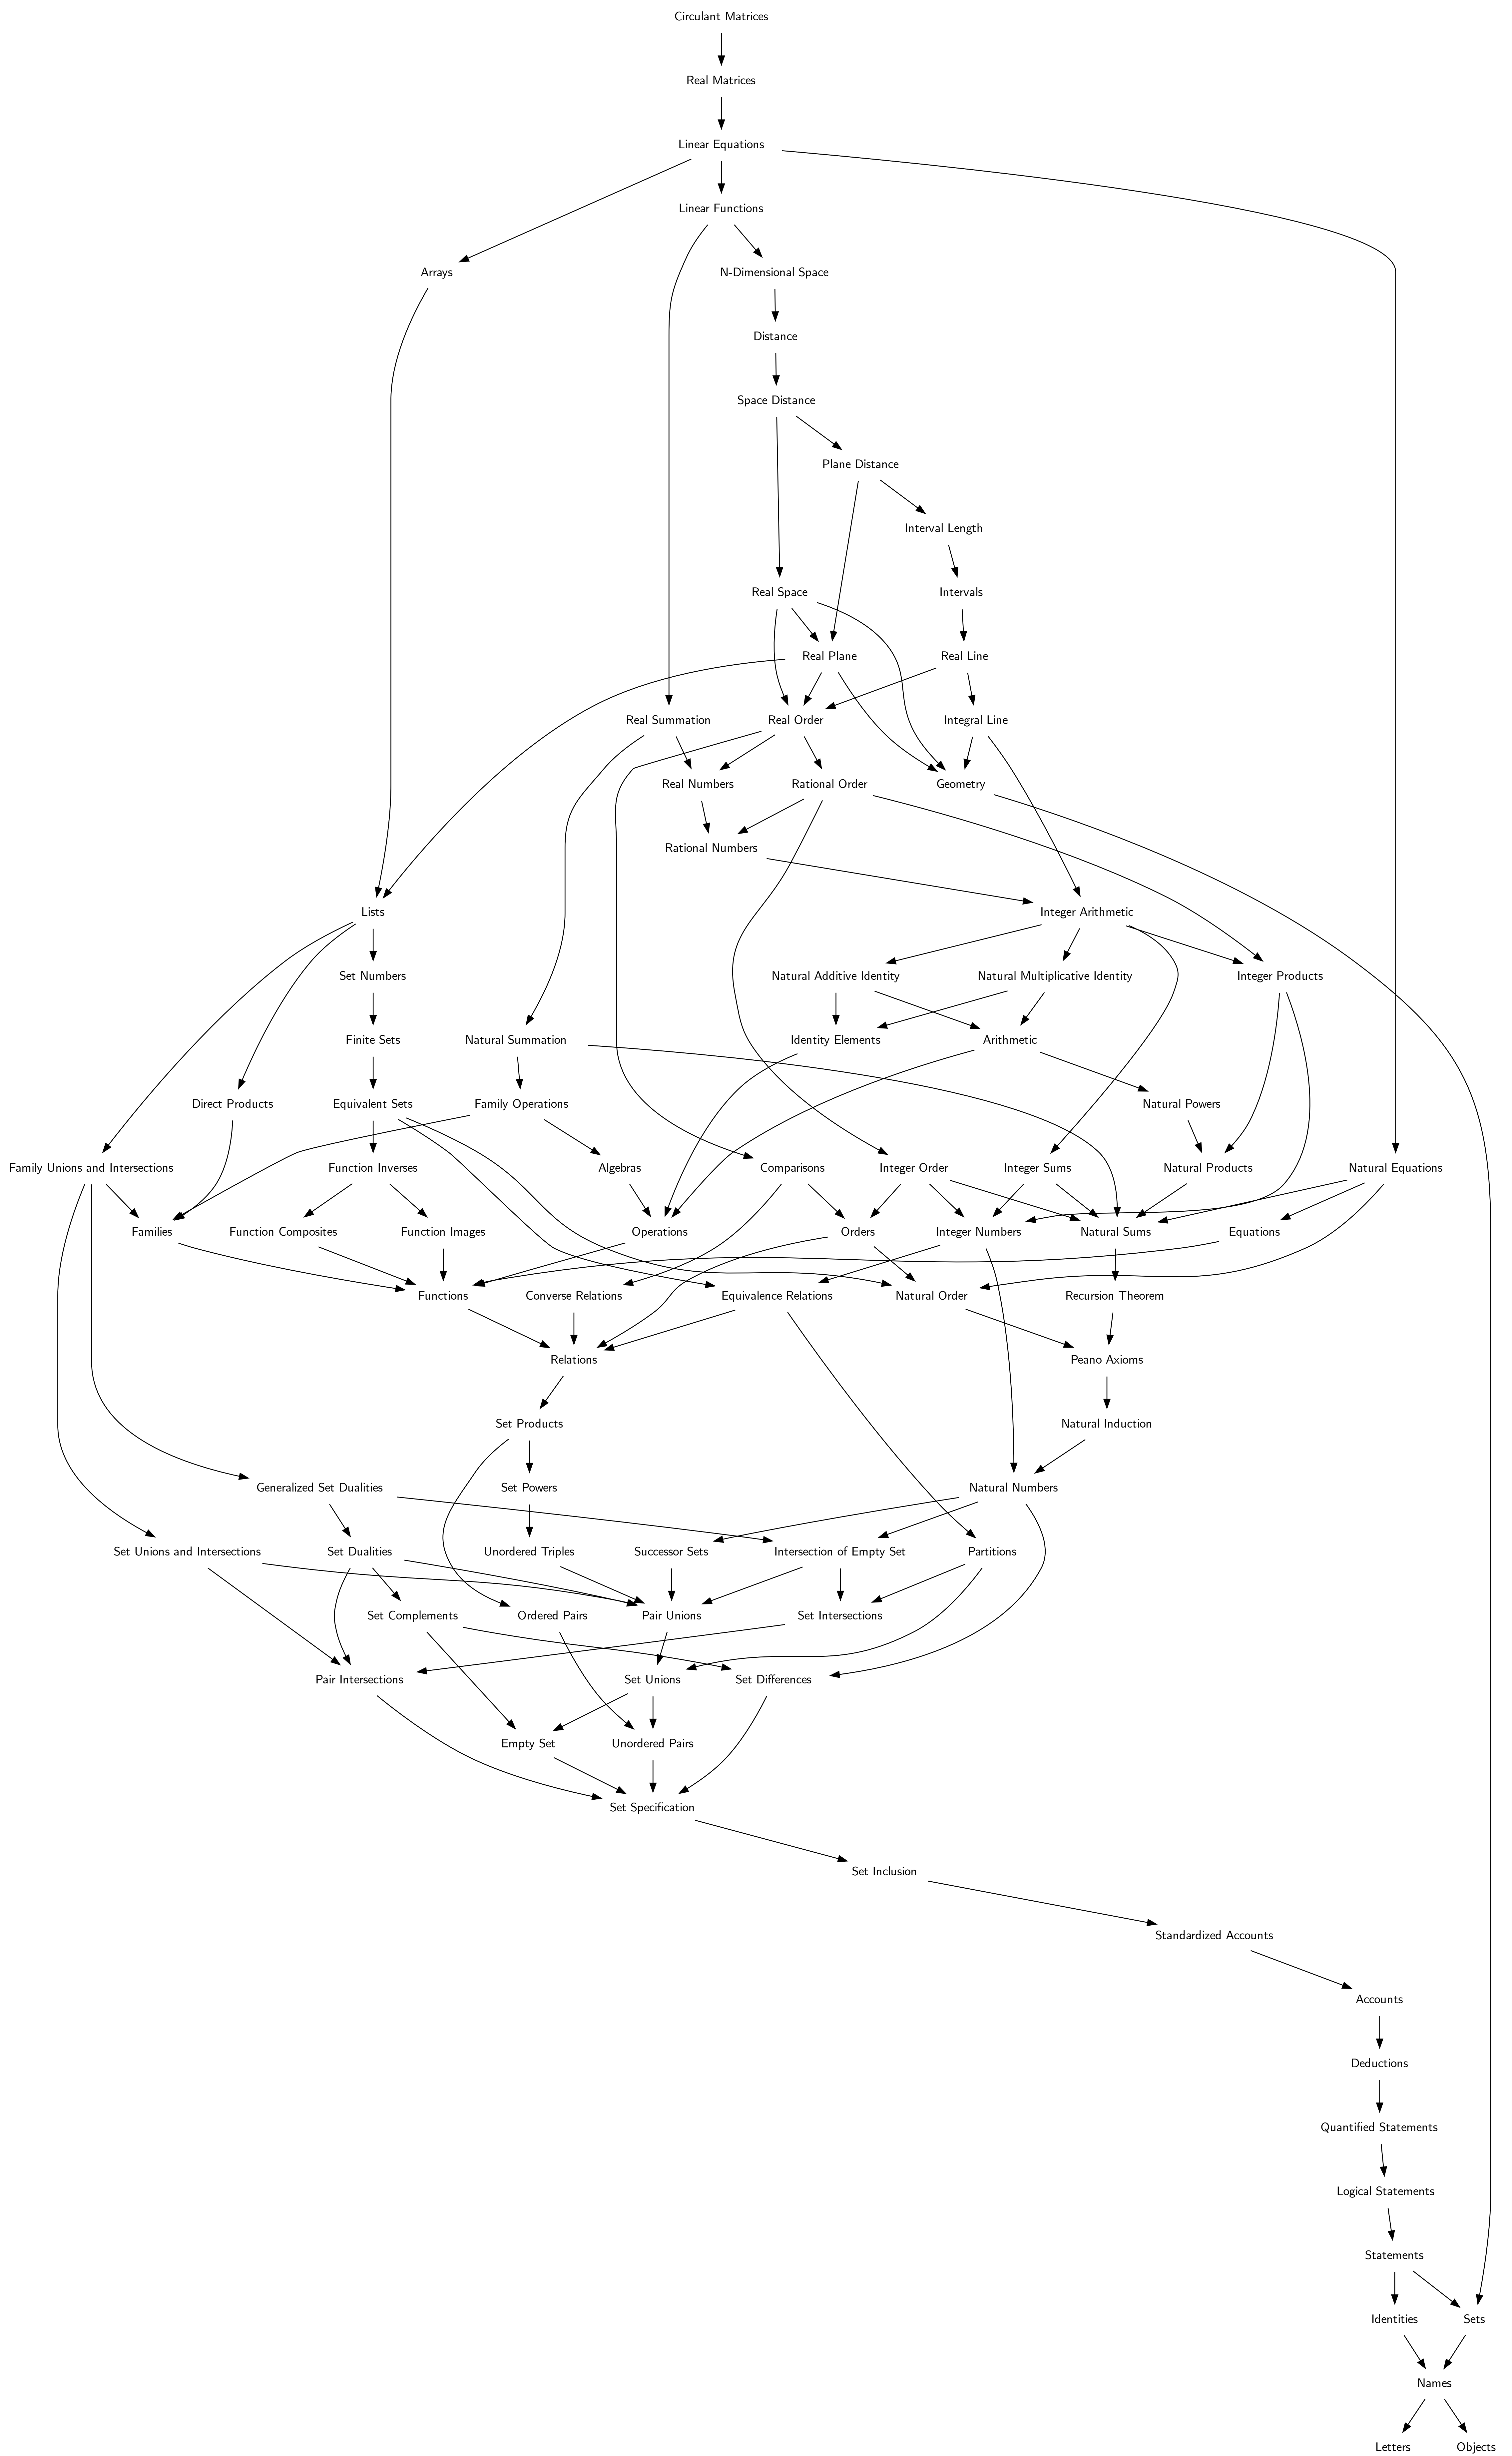 Circulant Matrices
Real Matrices
Linear Equations
Linear Functions
Arrays
N-Dimensional Space
Distance
Space Distance
Plane Distance
Interval Length
Real Space
Intervals
Real Plane
Real Line
Real Summation
Real Order
Integral Line
Real Numbers
Rational Order
Geometry
Rational Numbers
Lists
Integer Arithmetic
Set Numbers
Natural Additive Identity
Natural Multiplicative Identity
Integer Products
Finite Sets
Natural Summation
Identity Elements
Arithmetic
Direct Products
Equivalent Sets
Family Operations
Natural Powers
Family Unions and Intersections
Function Inverses
Algebras
Comparisons
Integer Order
Integer Sums
Natural Products
Natural Equations
Families
Function Composites
Function Images
Operations
Orders
Integer Numbers
Natural Sums
Equations
Functions
Converse Relations
Equivalence Relations
Natural Order
Recursion Theorem
Relations
Peano Axioms
Set Products
Natural Induction
Generalized Set Dualities
Set Powers
Natural Numbers
Set Unions and Intersections
Set Dualities
Unordered Triples
Successor Sets
Intersection of Empty Set
Partitions
Set Complements
Ordered Pairs
Pair Unions
Set Intersections
Pair Intersections
Set Unions
Set Differences
Empty Set
Unordered Pairs
Set Specification
Set Inclusion
Standardized Accounts
Accounts
Deductions
Quantified Statements
Logical Statements
Statements
Identities
Sets
Names
Letters
Objects